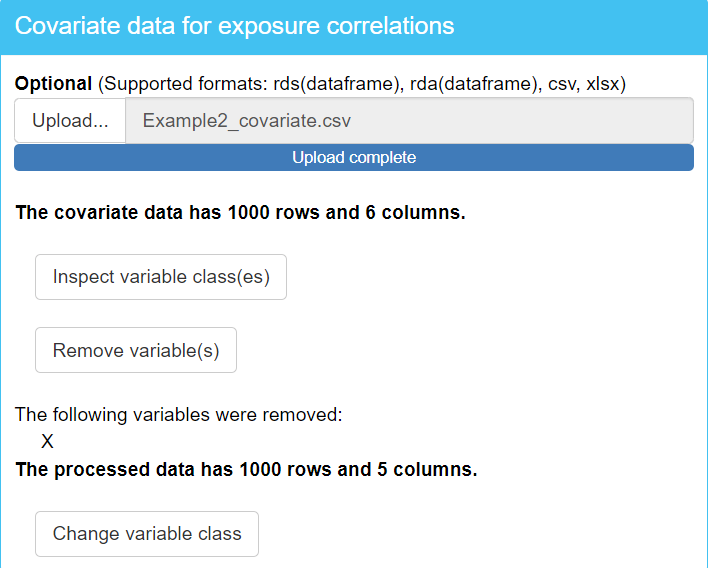 Covariate data for exposure correlations
Optional (Supported formats: rds(dataframe), rda(dataframe), csv, xlsx)
Upload... Example2_covariate.csv
Upload complete
The covariate data has 1000 rows and 6 columns.
Inspect variable class(es)
Remove variable(s)
The following variables were removed:
X
The processed data has 1000 rows and 5 columns.
Change variable class